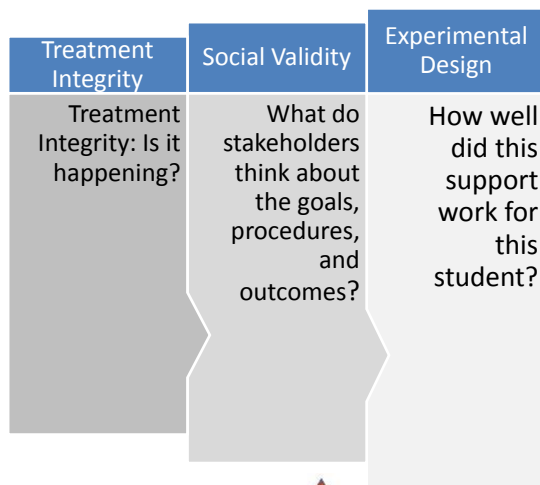 Treatment
Integrity
Social Validity
Experimental
Design
Treatment
Integrity: Is it
happening?
What do
stakeholders
think about
the goals,
procedures,
and
outcomes?
How well
did this
support
work for
this
student?